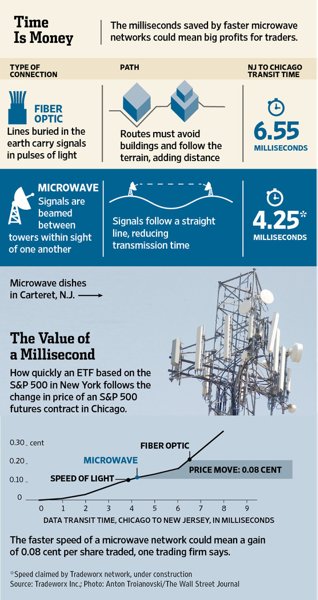 Time
Is Money
The milliseconds saved by faster microwave
networks could mean big profits for traders.
TYPE OF
CONNECTION
PATH
NJ TO CHICAGO
TRANSIT TIME
FIBER
OPTIC
Lines buried in the
earth carry signals
in pulses of light
Routes must avoid
buildings and follow the
terrain, adding distance
6.55
MILLISECONDS
MICROWAVE
Signals are
beamed
between
towers within sight
of one another
Signals follow a straight
line, reducing
transmission time
4.25*
MILLISECONDS
Microwave dishes
in Carteret, N.J.
The Value of
a Millisecond
How quickly an ETF based on the
S&P 500 in New York follows the
change in price of an S&P 500
futures contract in Chicago.
0.30 cent
0.20
0.10
0
FIBER OPTIC
MICROWAVE
SPEED OF LIGHT
PRICE MOVE: 0.08 CENT
0 1 2 3 4 5 6 7 8 9
DATA TRANSIT TIME, CHICAGO TO NEW JERSEY, IN MILLISECONDS
The faster speed of a microwave network could mean a gain
of 0.08 cent per share traded, one trading firm says.
*Speed claimed by Tradeworx network, under construction
Source: Tradeworx Inc.; Photo: Anton Troianovski/The Wall Street Journal